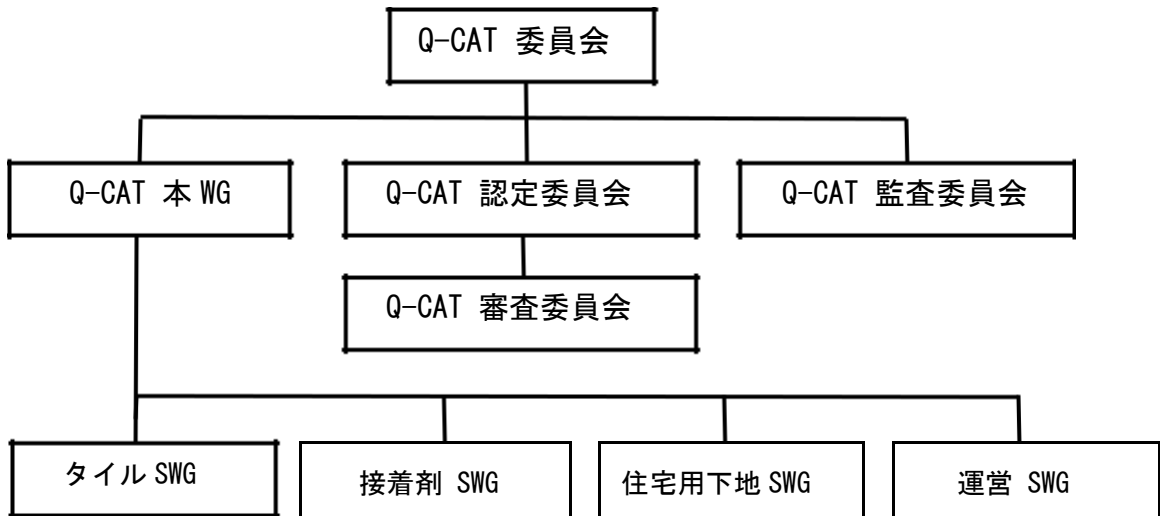 Q-CAT 委員会
Q-CAT 本 WG
Q-CAT 認定委員会
Q-CAT 監査委員会
Q-CAT 審査委員会
タイル SWG
接着剤 SWG
住宅用下地 SWG
運営 SWG